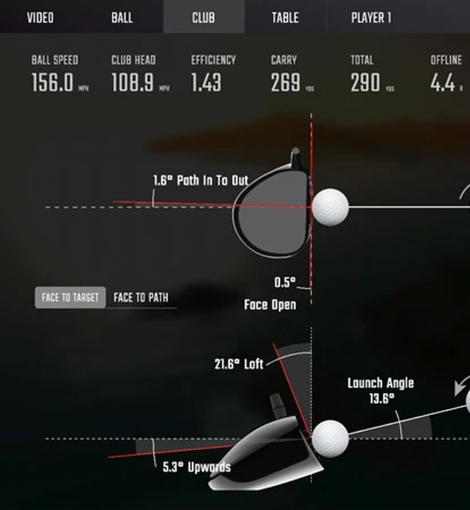 VIDEO BALL CLUB TABLE PLAYER 1
BALL SPEED CLUB HEAD EFFICIENCY CARRY TOTAL OFFLINE
156.0 MPH 108.9 MPH 1.43 269 YDS 290 YDS 4.4 R
1.6° Path In To Out
0.5°
Face Open
FACE TO TARGET FACE TO PATH
21.6° Loft
Launch Angle
13.6°
5.3° Upwards